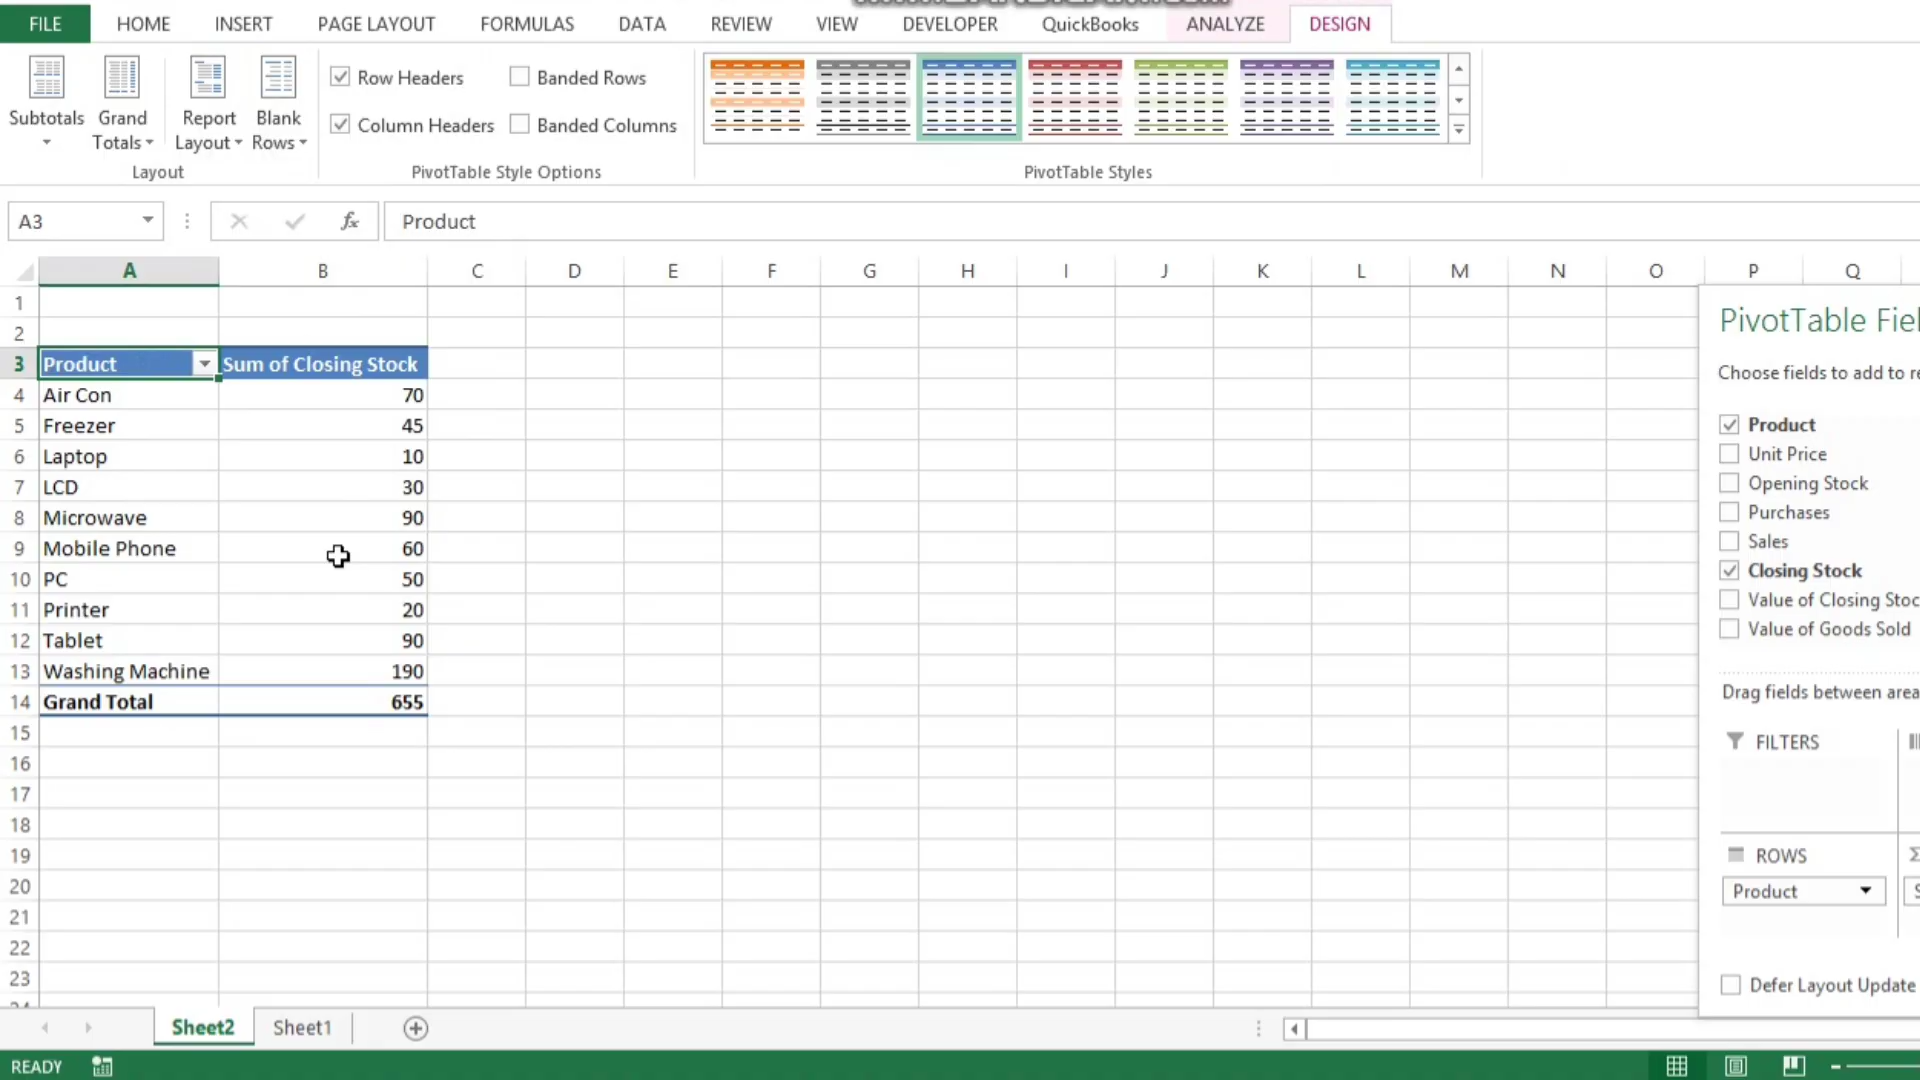 FILE HOME INSERT PAGE LAYOUT FORMULAS DATA REVIEW VIEW DEVELOPER QuickBooks ANALYZE DESIGN
Row Headers Banded Rows
Subtotals Grand Totals Report Layout Blank Rows
Column Headers Banded Columns
Layout PivotTable Style Options PivotTable Styles
A3 fx Product
A B C D E F G H I J K L M N O P Q
1
2
3 Product Sum of Closing Stock
4 Air Con 70
5 Freezer 45
6 Laptop 10
7 LCD 30
8 Microwave 90
9 Mobile Phone 60
10 PC 50
11 Printer 20
12 Tablet 90
13 Washing Machine 190
14 Grand Total 655
15
16
17
18
19
20
21
22
23
PivotTable Fiel
Choose fields to add to re
Product
Unit Price
Opening Stock
Purchases
Sales
Closing Stock
Value of Closing Stoc
Value of Goods Sold
Drag fields between area
FILTERS
ROWS Σ
Product S
Defer Layout Update
Sheet2 Sheet1
READY